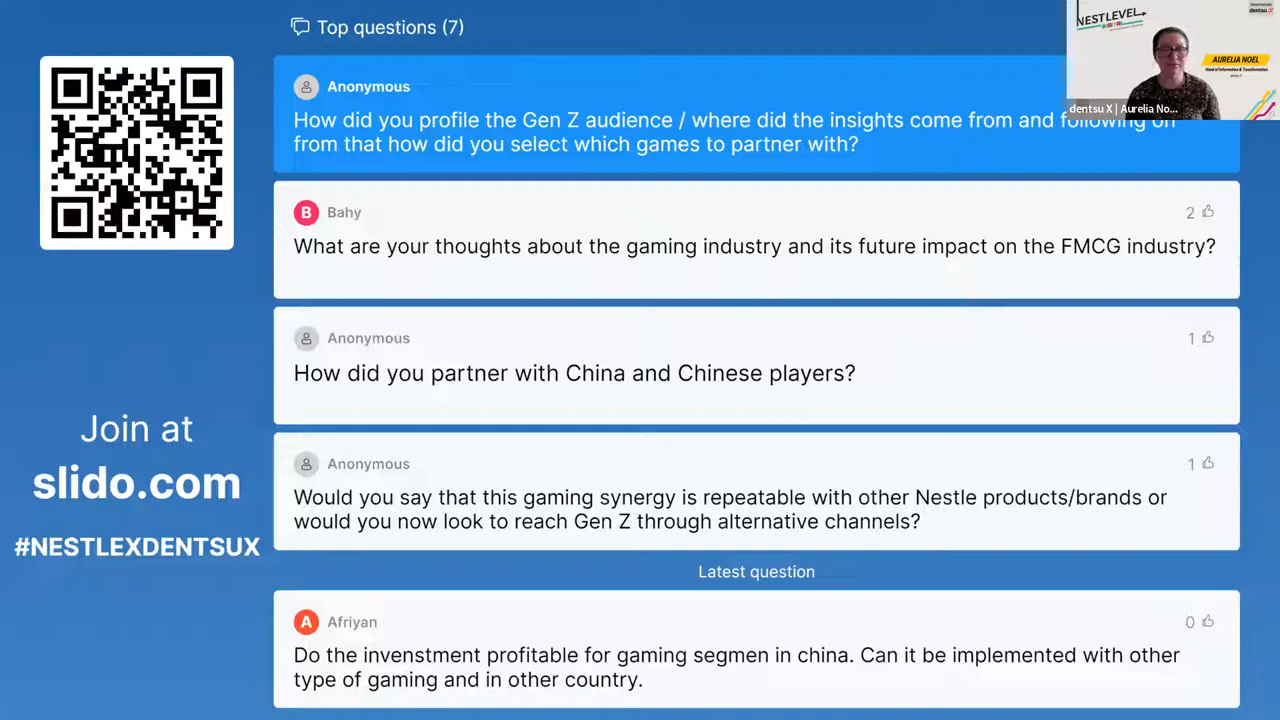 Top questions (7)
NESTLEVEL
DIGITAL
dentsu X
AURELIA NOEL
Head of Information & Transformation
dentsu X | Aurelia No...
Anonymous
How did you profile the Gen Z audience / where did the insights come from and following on
from that how did you select which games to partner with?
B
Bahy
2
What are your thoughts about the gaming industry and its future impact on the FMCG industry?
Anonymous
1
How did you partner with China and Chinese players?
Join at
slido.com
#NESTLEXDENTSUX
Anonymous
1
Would you say that this gaming synergy is repeatable with other Nestle products/brands or
would you now look to reach Gen Z through alternative channels?
Latest question
A
Afriyan
0
Do the invenstment profitable for gaming segmen in china. Can it be implemented with other
type of gaming and in other country.